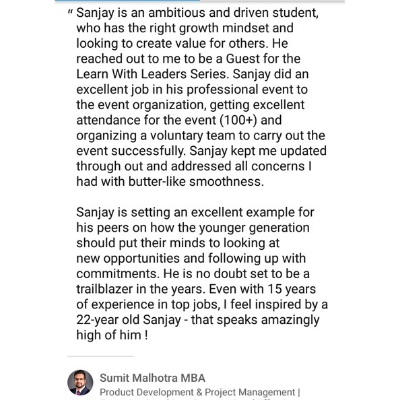 “ Sanjay is an ambitious and driven student,
who has the right growth mindset and
looking to create value for others. He
reached out to me to be a Guest for the
Learn With Leaders Series. Sanjay did an
excellent job in his professional event to
the event organization, getting excellent
attendance for the event (100+) and
organizing a voluntary team to carry out the
event successfully. Sanjay kept me updated
through out and addressed all concerns I
had with butter-like smoothness.
Sanjay is setting an excellent example for
his peers on how the younger generation
should put their minds to looking at
new opportunities and following up with
commitments. He is no doubt set to be a
trailblazer in the years. Even with 15 years
of experience in top jobs, I feel inspired by a
22-year old Sanjay - that speaks amazingly
high of him !
Sumit Malhotra MBA
Product Development & Project Management |